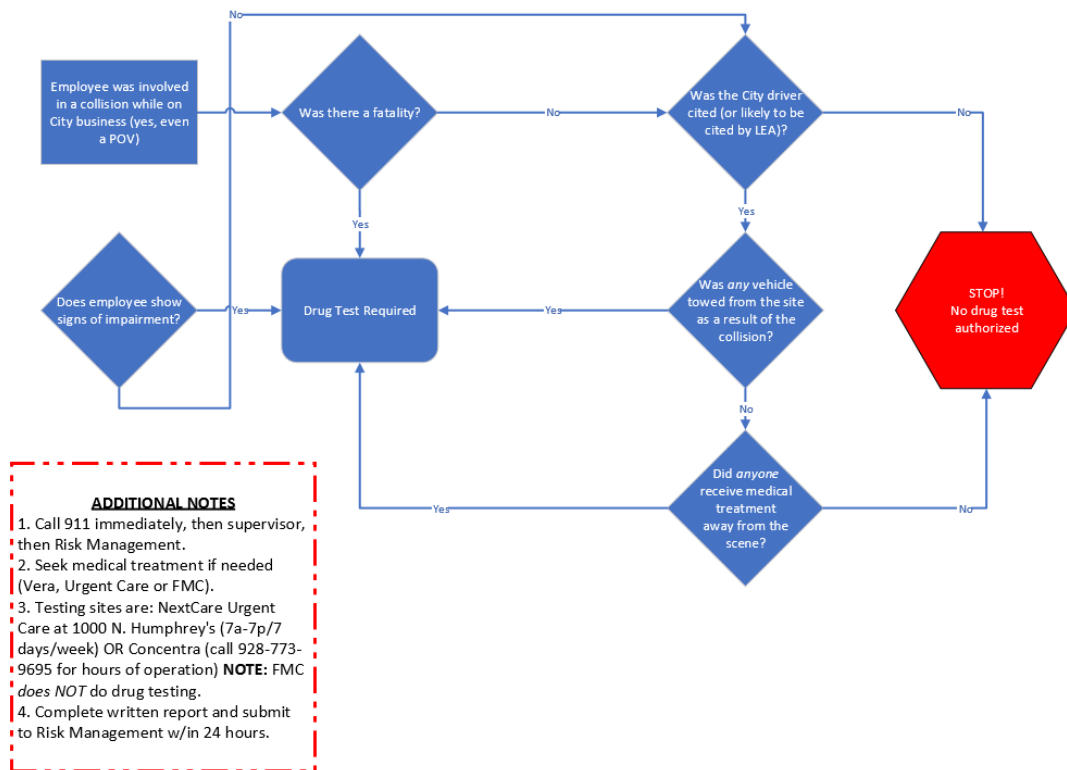 No
Employee was involved
in a collision while on
City business (yes, even
a POV)
Was there a fatality?
No
Was the City driver
cited (or likely to be
cited by LEA)?
No
Yes
Yes
Does employee show
signs of impairment?
Yes
Drug Test Required
Yes
Was any vehicle
towed from the site
as a result of the
collision?
STOP!
No drug test
authorized
No
Yes
Did anyone
receive medical
treatment
away from the
scene?
No
ADDITIONAL NOTES
1. Call 911 immediately, then supervisor,
then Risk Management.
2. Seek medical treatment if needed
(Vera, Urgent Care or FMC).
3. Testing sites are: NextCare Urgent
Care at 1000 N. Humphrey's (7a-7p/7
days/week) OR Concentra (call 928-773-
9695 for hours of operation) NOTE: FMC
does NOT do drug testing.
4. Complete written report and submit
to Risk Management w/in 24 hours.